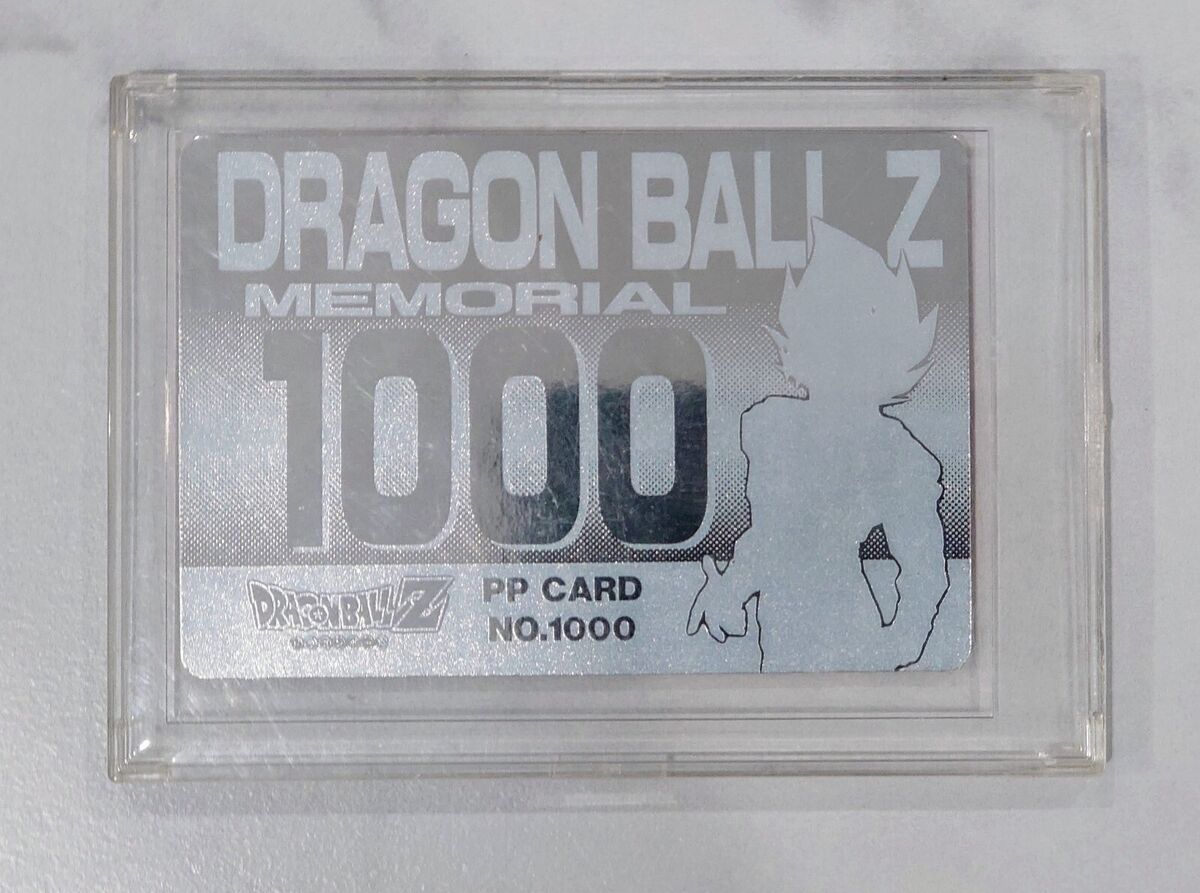 DRAGON BALL Z
MEMORIAL
1000
DRAGON BALL Z
PP CARD
NO.1000